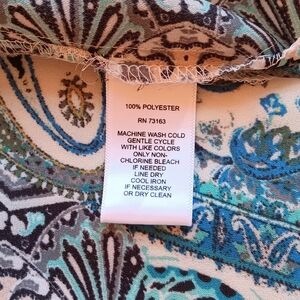 100% POLYESTER
RN 73163
MACHINE WASH COLD
GENTLE CYCLE
WITH LIKE COLORS
ONLY NON-
CHLORINE BLEACH
IF NEEDED
LINE DRY
COOL IRON
IF NECESSARY
OR DRY CLEAN